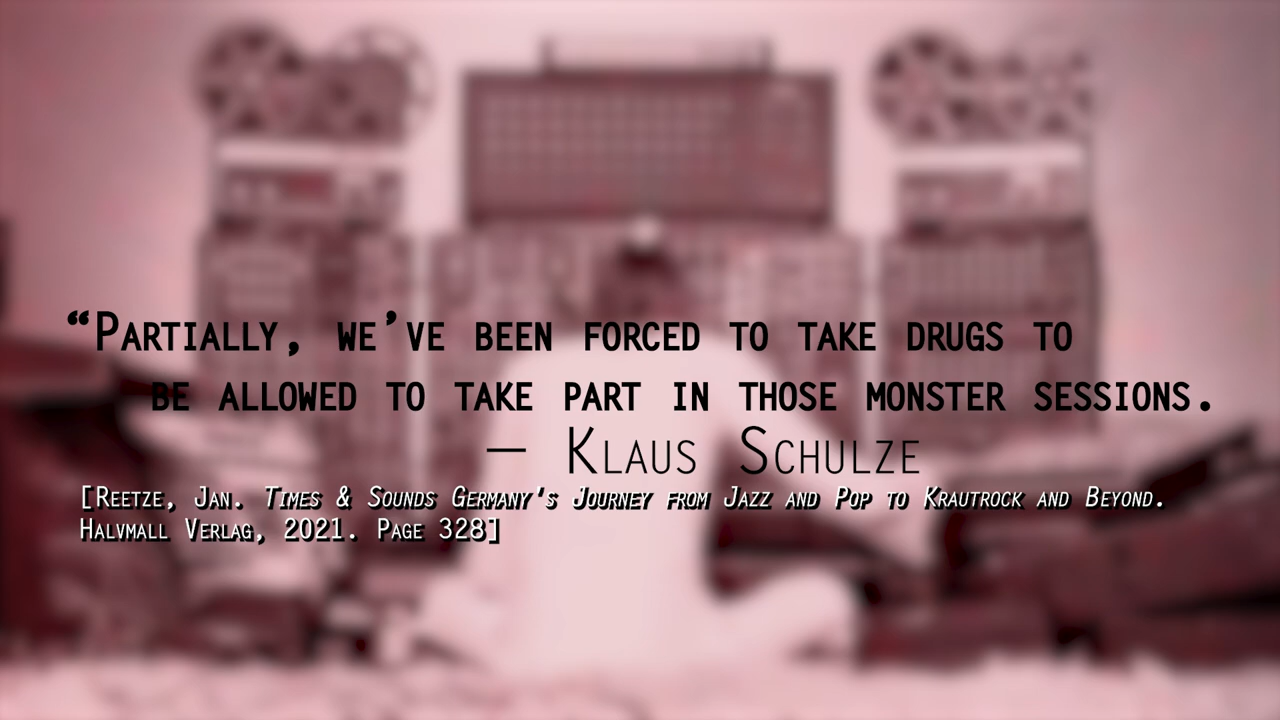 “Partially, we’ve been forced to take drugs to
be allowed to take part in those monster sessions.
— Klaus Schulze
[Reetze, Jan. Times & Sounds Germany's Journey from Jazz and Pop to Krautrock and Beyond.
Halvmall Verlag, 2021. Page 328]